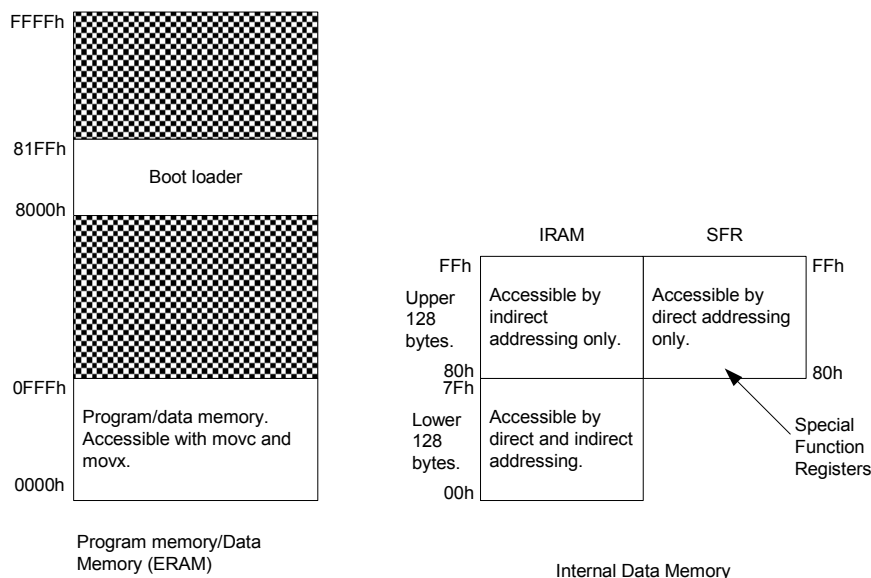 FFFFh
81FFh
Boot loader
8000h
0FFFh
Program/data memory.
Accessible with movc and
movx.
0000h
Program memory/Data
Memory (ERAM)
IRAM
SFR
FFh
FFh
Upper
128
bytes.
Accessible by
indirect
addressing
only.
Accessible by
direct addressing
only.
80h
80h
7Fh
Lower
128
bytes.
Accessible by
direct and indirect
addressing.
Special
Function
Registers
00h
Internal Data Memory